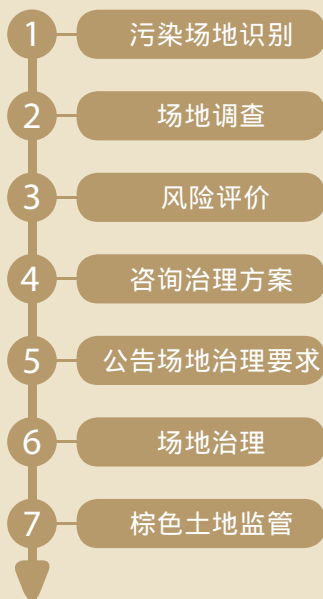 1 污染场地识别
2 场地调查
3 风险评价
4 咨询治理方案
5 公告场地治理要求
6 场地治理
7 棕色土地监管